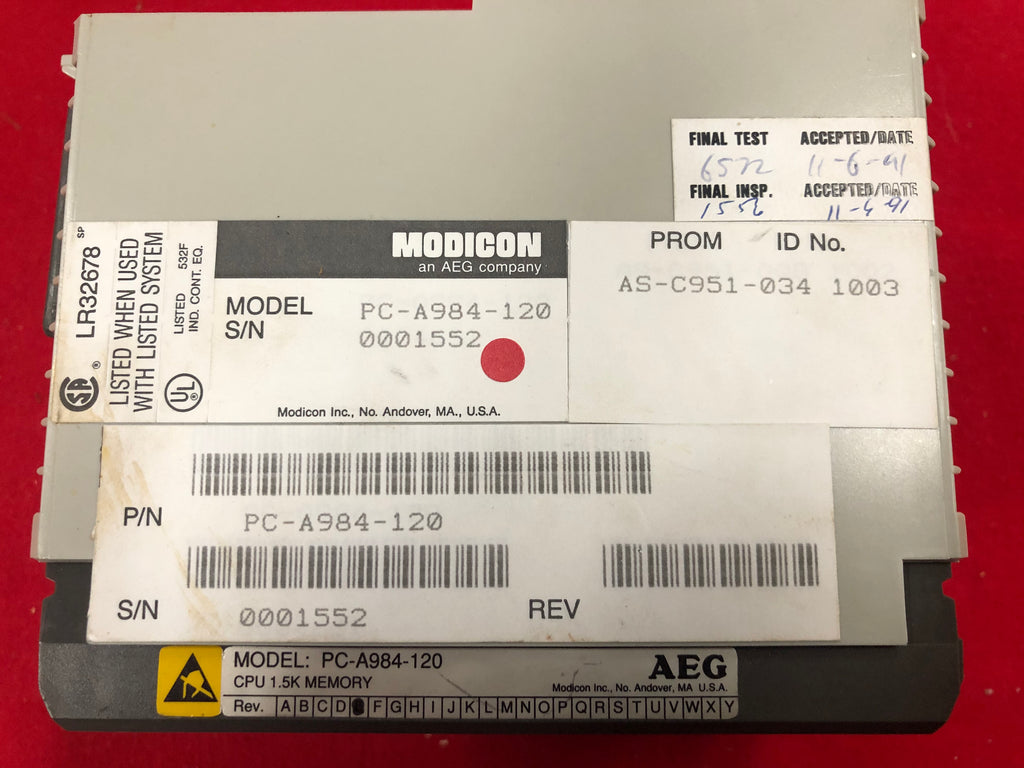 FINAL TEST ACCEPTED/DATE
6522 11-6-91
FINAL INSP. ACCEPTED/DATE
1556 11-6-91
LR32678
SP
SA ®
LISTED WHEN USED
WITH LISTED SYSTEM
LISTED 532F
IND. CONT. EQ.
UL ®
MODICON
an AEG company
MODEL PC-A984-120
S/N 0001552
Modicon Inc., No. Andover, MA., U.S.A.
PROM ID No.
AS-C951-034 1003
P/N PC-A984-120
S/N 0001552 REV
MODEL: PC-A984-120
CPU 1.5K MEMORY
AEG
Modicon Inc., No. Andover, MA U.S.A.
Rev. A B C D F G H I J K L M N O P Q R S T U V W X Y